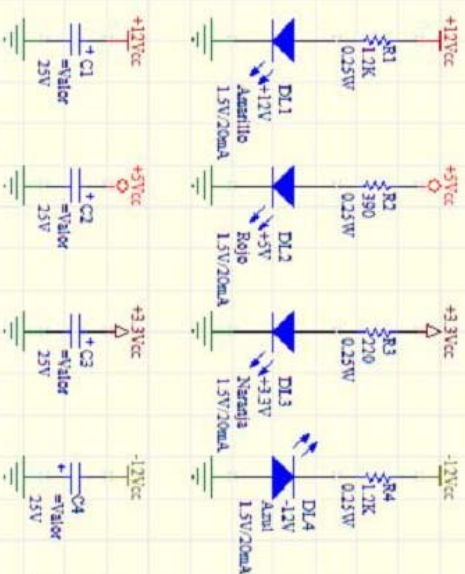 +12Vcc
R1
1.2K
0.25W
DL1
+12V
Amarillo
1.5V/20mA
+5Vcc
R2
390
0.25W
DL2
+5V
Rojo
1.5V/20mA
+3.3Vcc
R3
220
0.25W
DL3
+3.3V
Naranja
1.5V/20mA
-12Vcc
R4
1.2K
0.25W
DL4
-12V
Azul
1.5V/20mA
+12Vcc
+
C1
=Valor
25V
+5Vcc
+
C2
=Valor
25V
+3.3Vcc
+
C3
=Valor
25V
-12Vcc
C4
+
=Valor
25V